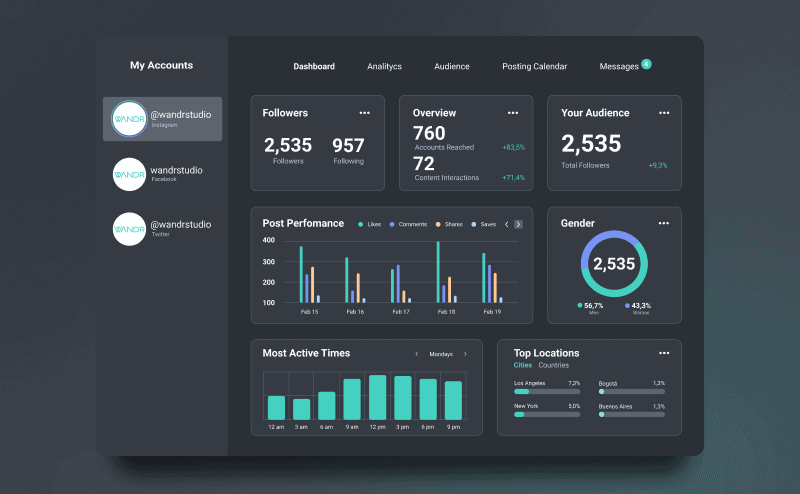 My Accounts
WANDR
@wandrstudio
Instagram
WANDR
wandrstudio
Facebook
WANDR
@wandrstudio
Twitter
Dashboard Analitycs Audience Posting Calendar Messages 4
Followers
2,535 957
Followers Following
Overview
760
Accounts Reached +83,5%
72
Content Interactions +71,4%
Your Audience
2,535
Total Followers +9,3%
Post Perfomance Likes Comments Shares Saves
400
300
200
100
Feb 15 Feb 16 Feb 17 Feb 18 Feb 19
Gender
2,535
56,7% 43,3%
Men Woman
Most Active Times Mondays
12 am 3 am 6 am 9 am 12 pm 3 pm 6 pm 9 pm
Top Locations
Cities Countries
Los Angeles 7,2% Bogotá 1,3%
New York 5,0% Buenos Aires 1,3%